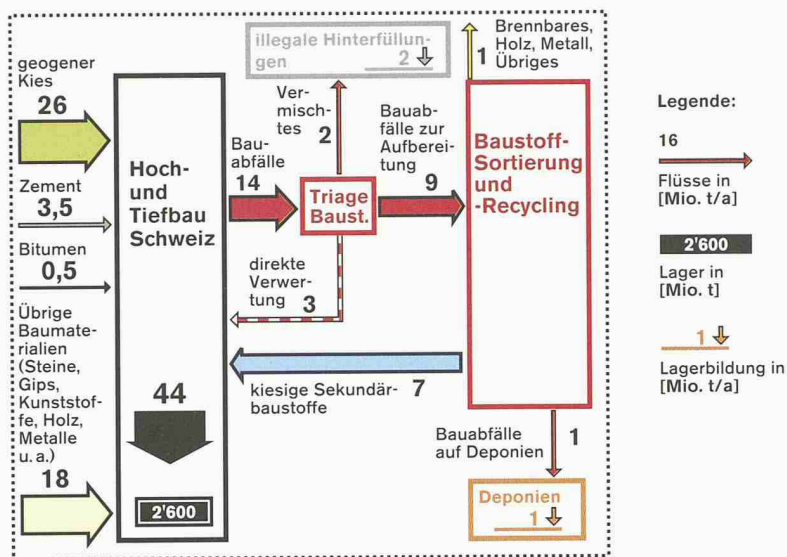 geogener
Kies
26
Zement
3,5
Bitumen
0,5
Übrige
Baumate-
rialien
(Steine,
Gips,
Kunststof-
fe, Holz,
Metalle
u. a.)
18
Hoch-
und
Tiefbau
Schweiz
44
2'600
Bau-
abfälle
14
illegale Hinterfüllun-
gen
2
Ver-
mischtes
2
Triage
Baust.
direkte
Verwer-
tung
3
Bauab-
fälle zur
Aufberei-
tung
9
kiesige Sekundär-
baustoffe
7
1
Brennbares,
Holz, Metall,
Übriges
Baustoff-
Sortierung
und
-Recycling
Bauabfälle
auf Deponien
1
Deponien
1
Legende:
16
Flüsse in
[Mio. t/a]
2'600
Lager in
[Mio. t]
1
Lagerbildung in
[Mio. t/a]